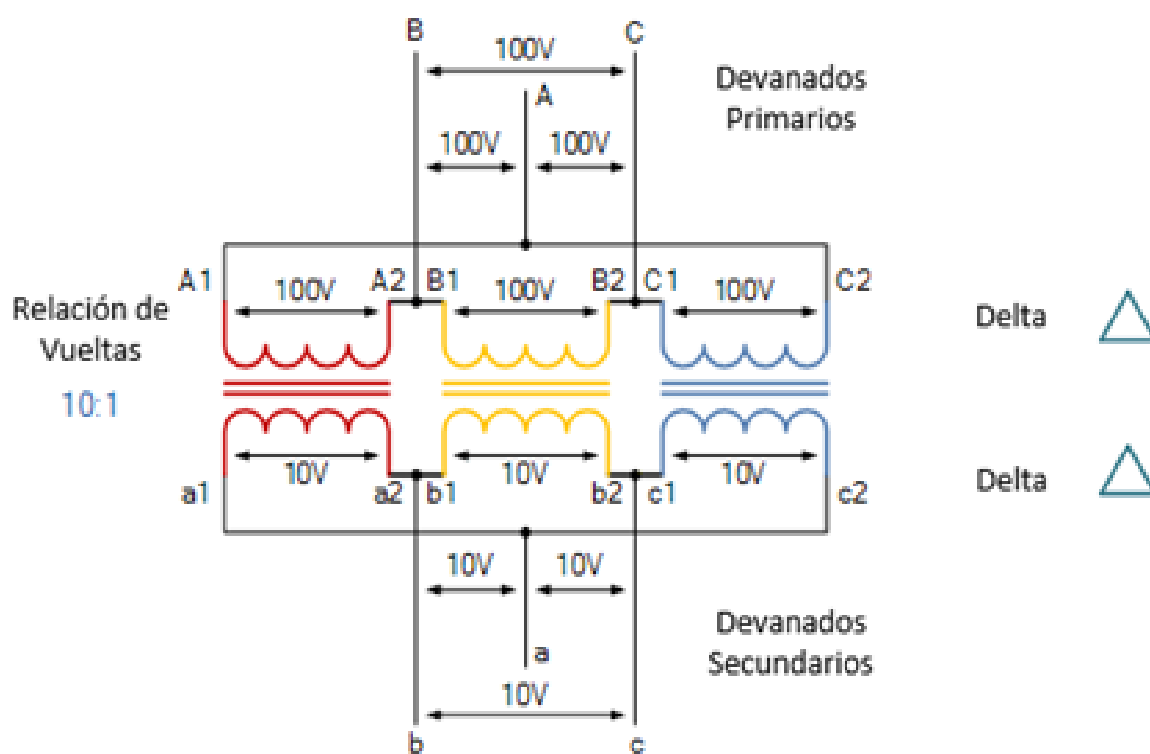 B
C
100V
A
Devanados
Primarios
100V
100V
A1
A2
B1
B2
C1
C2
100V
100V
100V
Relación de
Vueltas
10:1
Delta
10V
10V
10V
a1
a2
b1
b2
c1
c2
Delta
10V
10V
a
Devanados
Secundarios
10V
b
c